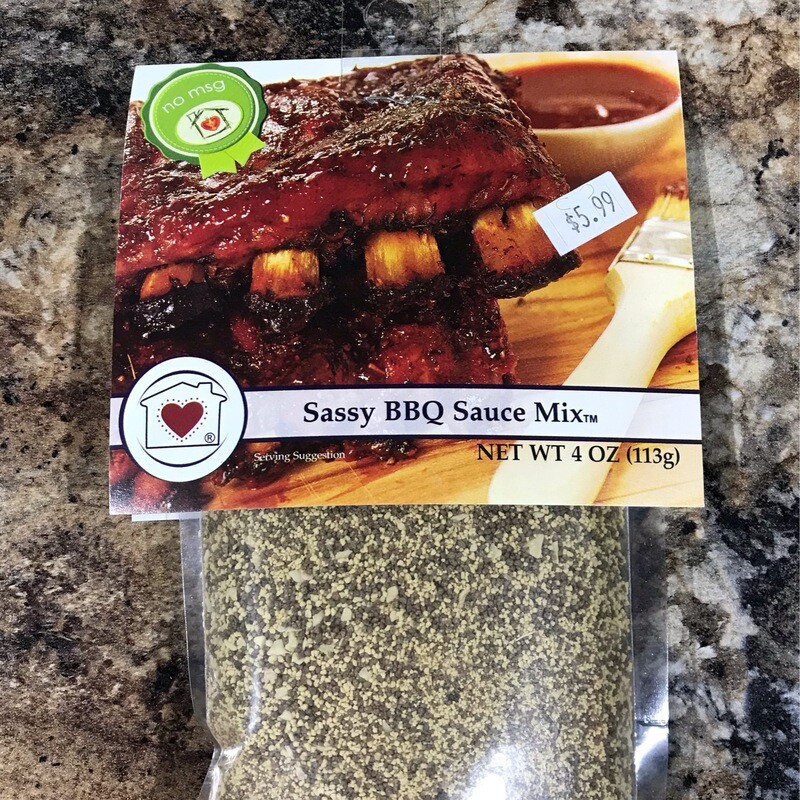 no msg
$5.99
Sassy BBQ Sauce Mix™
®
Serving Suggestion
NET WT 4 OZ (113g)